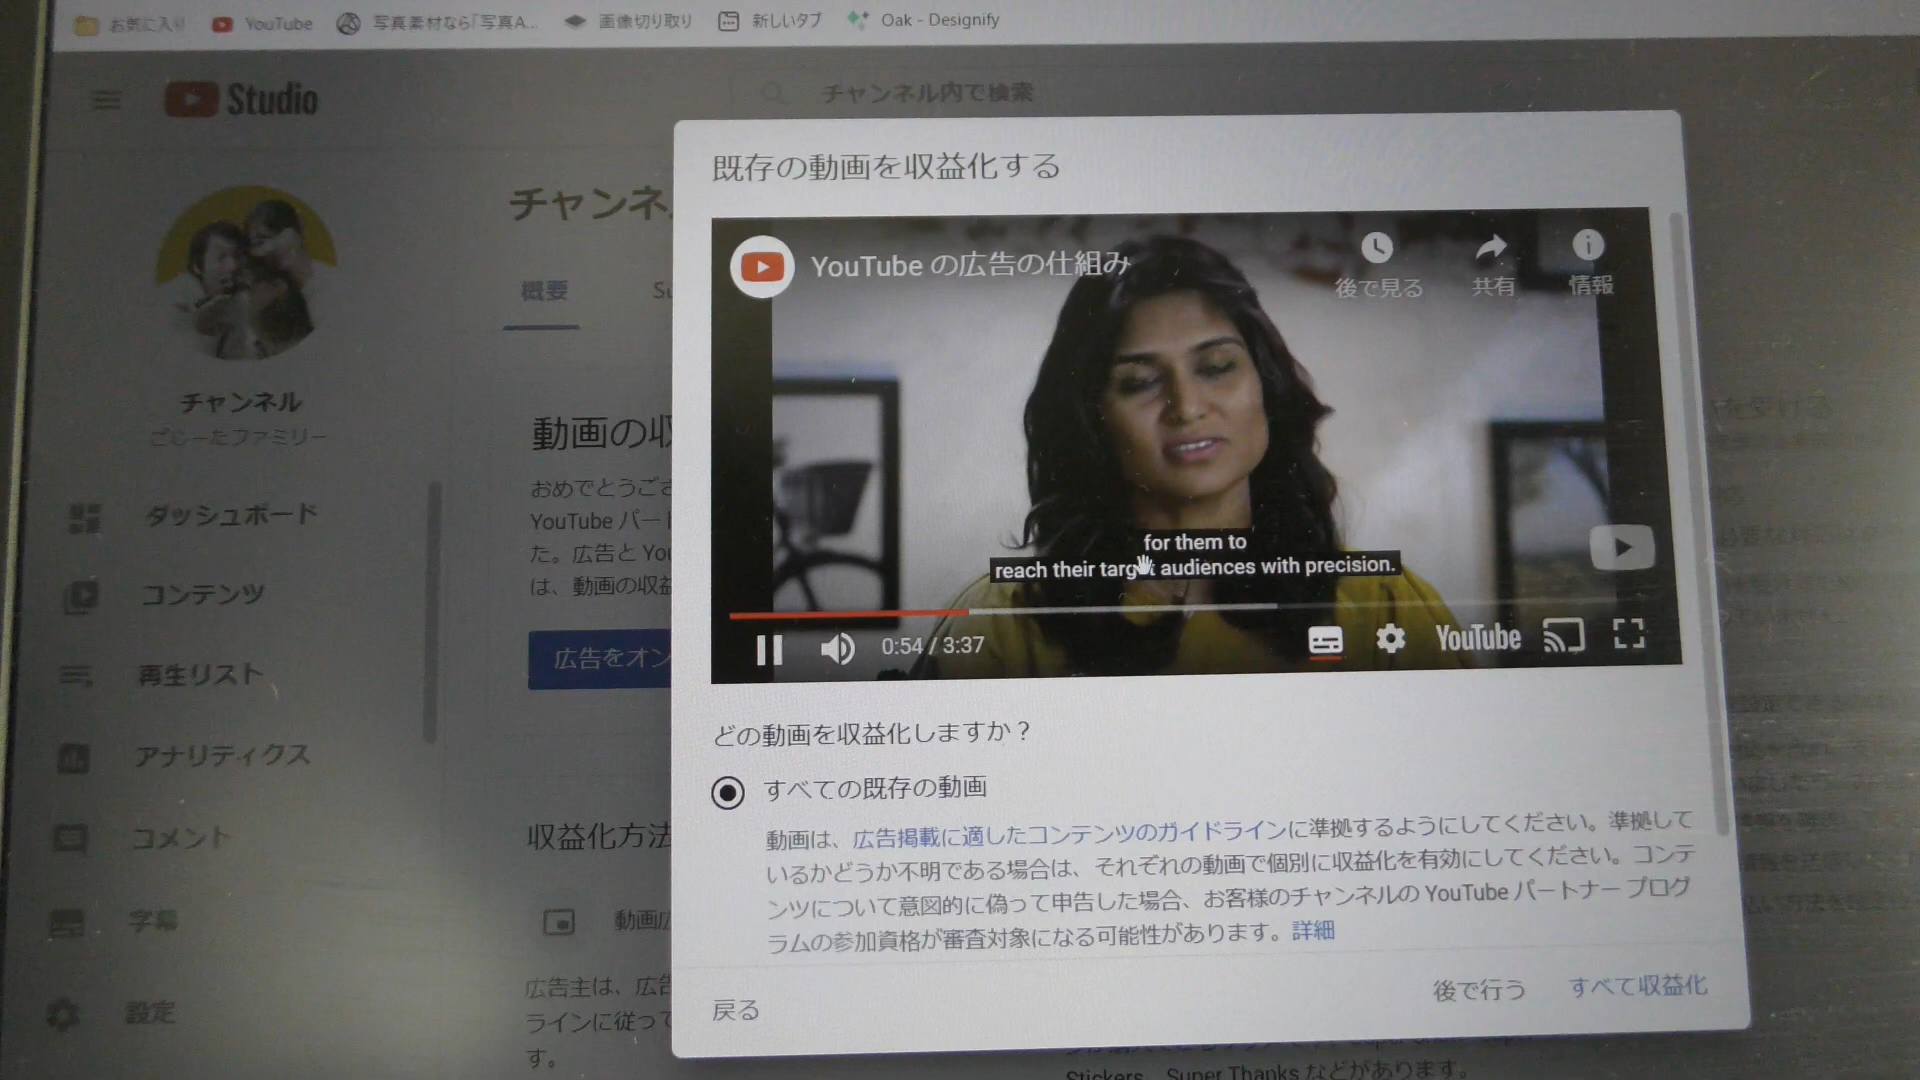 お気に入り
YouTube
写真素材なら「写真A...
画像切り取り
新しいタブ
Oak - Designify
Studio
チャンネル内で検索
チャンネル
ごじーたファミリー
ダッシュボード
コンテンツ
再生リスト
アナリティクス
コメント
字幕
設定
チャンネ
概要
Su
動画の収
おめでとうござ
YouTube パート
た。広告と You
は、動画の収益
広告をオン
収益化方法
動画広
広告主は、広告
ラインに従って
す。
既存の動画を収益化する
YouTube の広告の仕組み
後で見る
共有
情報
for them to
reach their target audiences with precision.
0:54 / 3:37
YouTube
どの動画を収益化しますか？
すべての既存の動画
動画は、広告掲載に適したコンテンツのガイドラインに準拠するようにしてください。準拠して
いるかどうか不明である場合は、それぞれの動画で個別に収益化を有効にしてください。コンテ
ンツについて意図的に偽って申告した場合、お客様のチャンネルの YouTube パートナー プログ
ラムの参加資格が審査対象になる可能性があります。詳細
戻る
後で行う
すべて収益化
Stickers、Super Thanks などがあります。